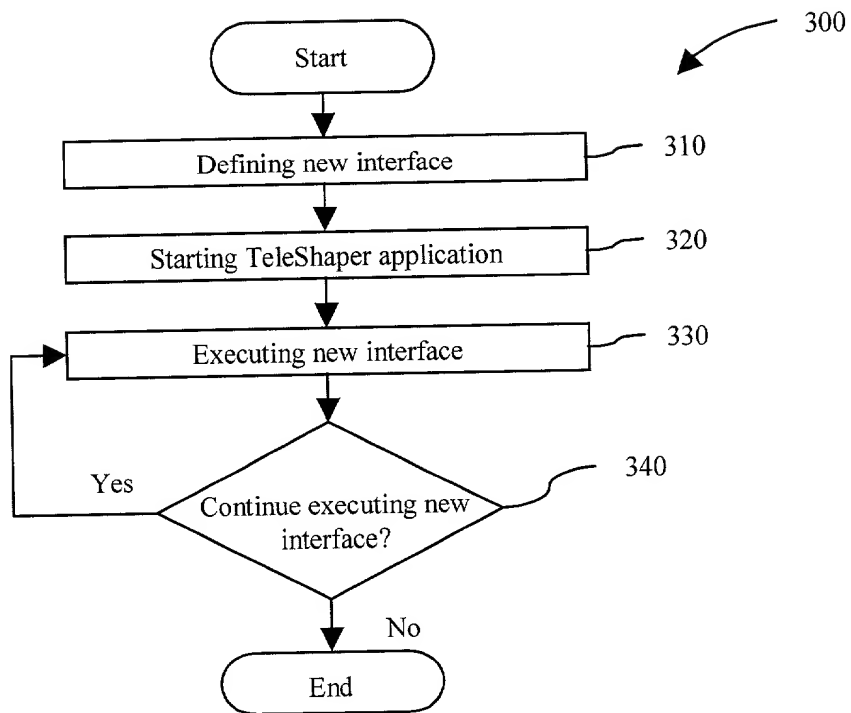 300
Start
Defining new interface
310
Starting TeleShaper application
320
Executing new interface
330
Yes
340
Continue executing new
interface?
No
End